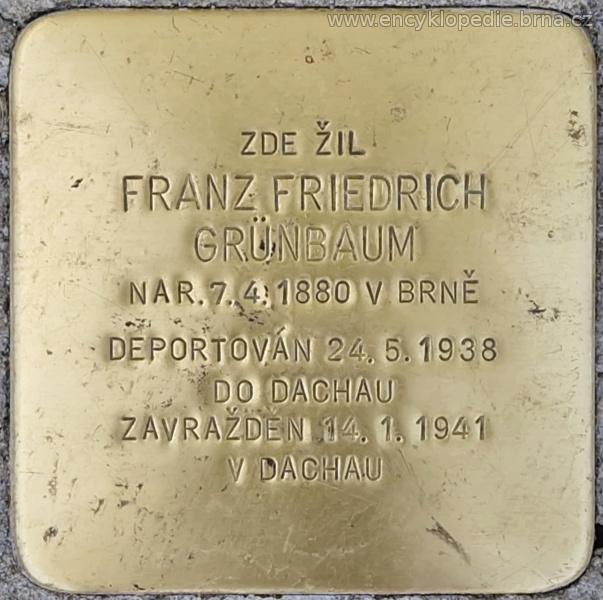 www.encyklopedie.brna.cz
ZDE ŽIL
FRANZ FRIEDRICH
GRÜNBAUM
NAR. 7. 4. 1880 V BRNĚ
DEPORTOVÁN 24. 5. 1938
DO DACHAU
ZAVRAŽDĚN 14. 1. 1941
V DACHAU